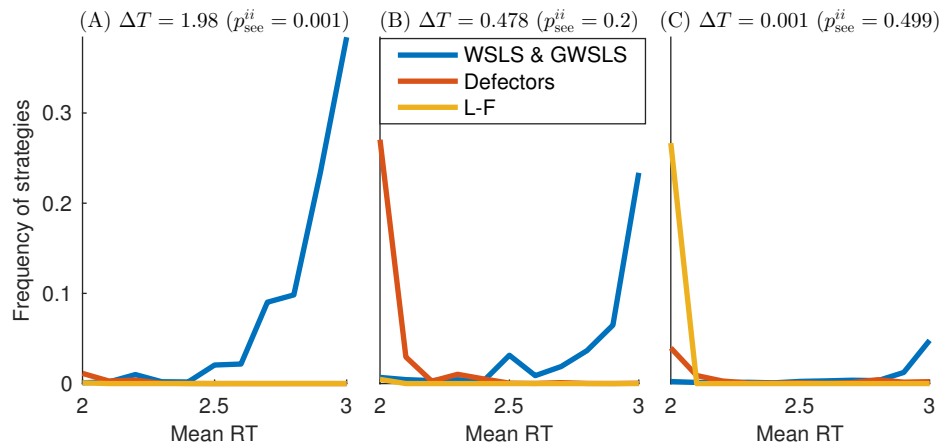 (A) ΔT = 1.98 (p_see^ii = 0.001)
(B) ΔT = 0.478 (p_see^ii = 0.2)
(C) ΔT = 0.001 (p_see^ii = 0.499)
WSLS & GWSLS
Defectors
L-F
Frequency of strategies
0.3
0.2
0.1
0
2
2.5
3
Mean RT
2
2.5
3
Mean RT
2
2.5
3
Mean RT